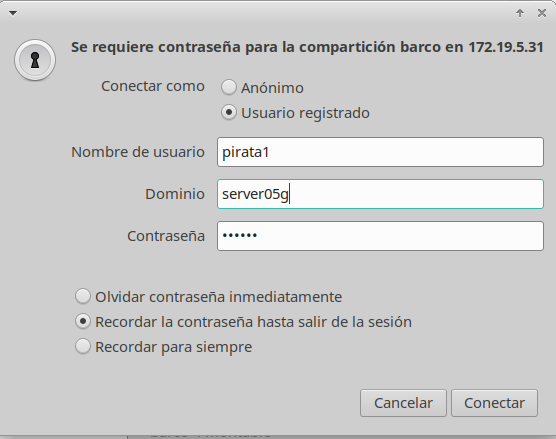 Se requiere contraseña para la compartición barco en 172.19.5.31
Conectar como
Anónimo
Usuario registrado
Nombre de usuario pirata1
Dominio server05g
Contraseña ••••••
Olvidar contraseña inmediatamente
Recordar la contraseña hasta salir de la sesión
Recordar para siempre
Cancelar Conectar